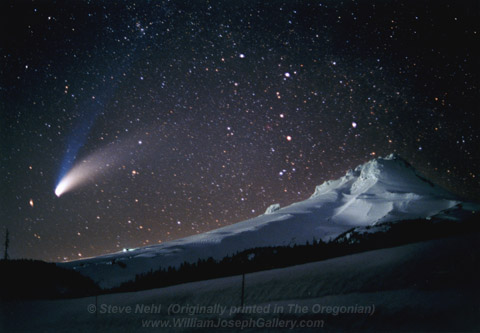 © Steve Nehl (Originally printed in The Oregonian)
www.WilliamJosephGallery.com